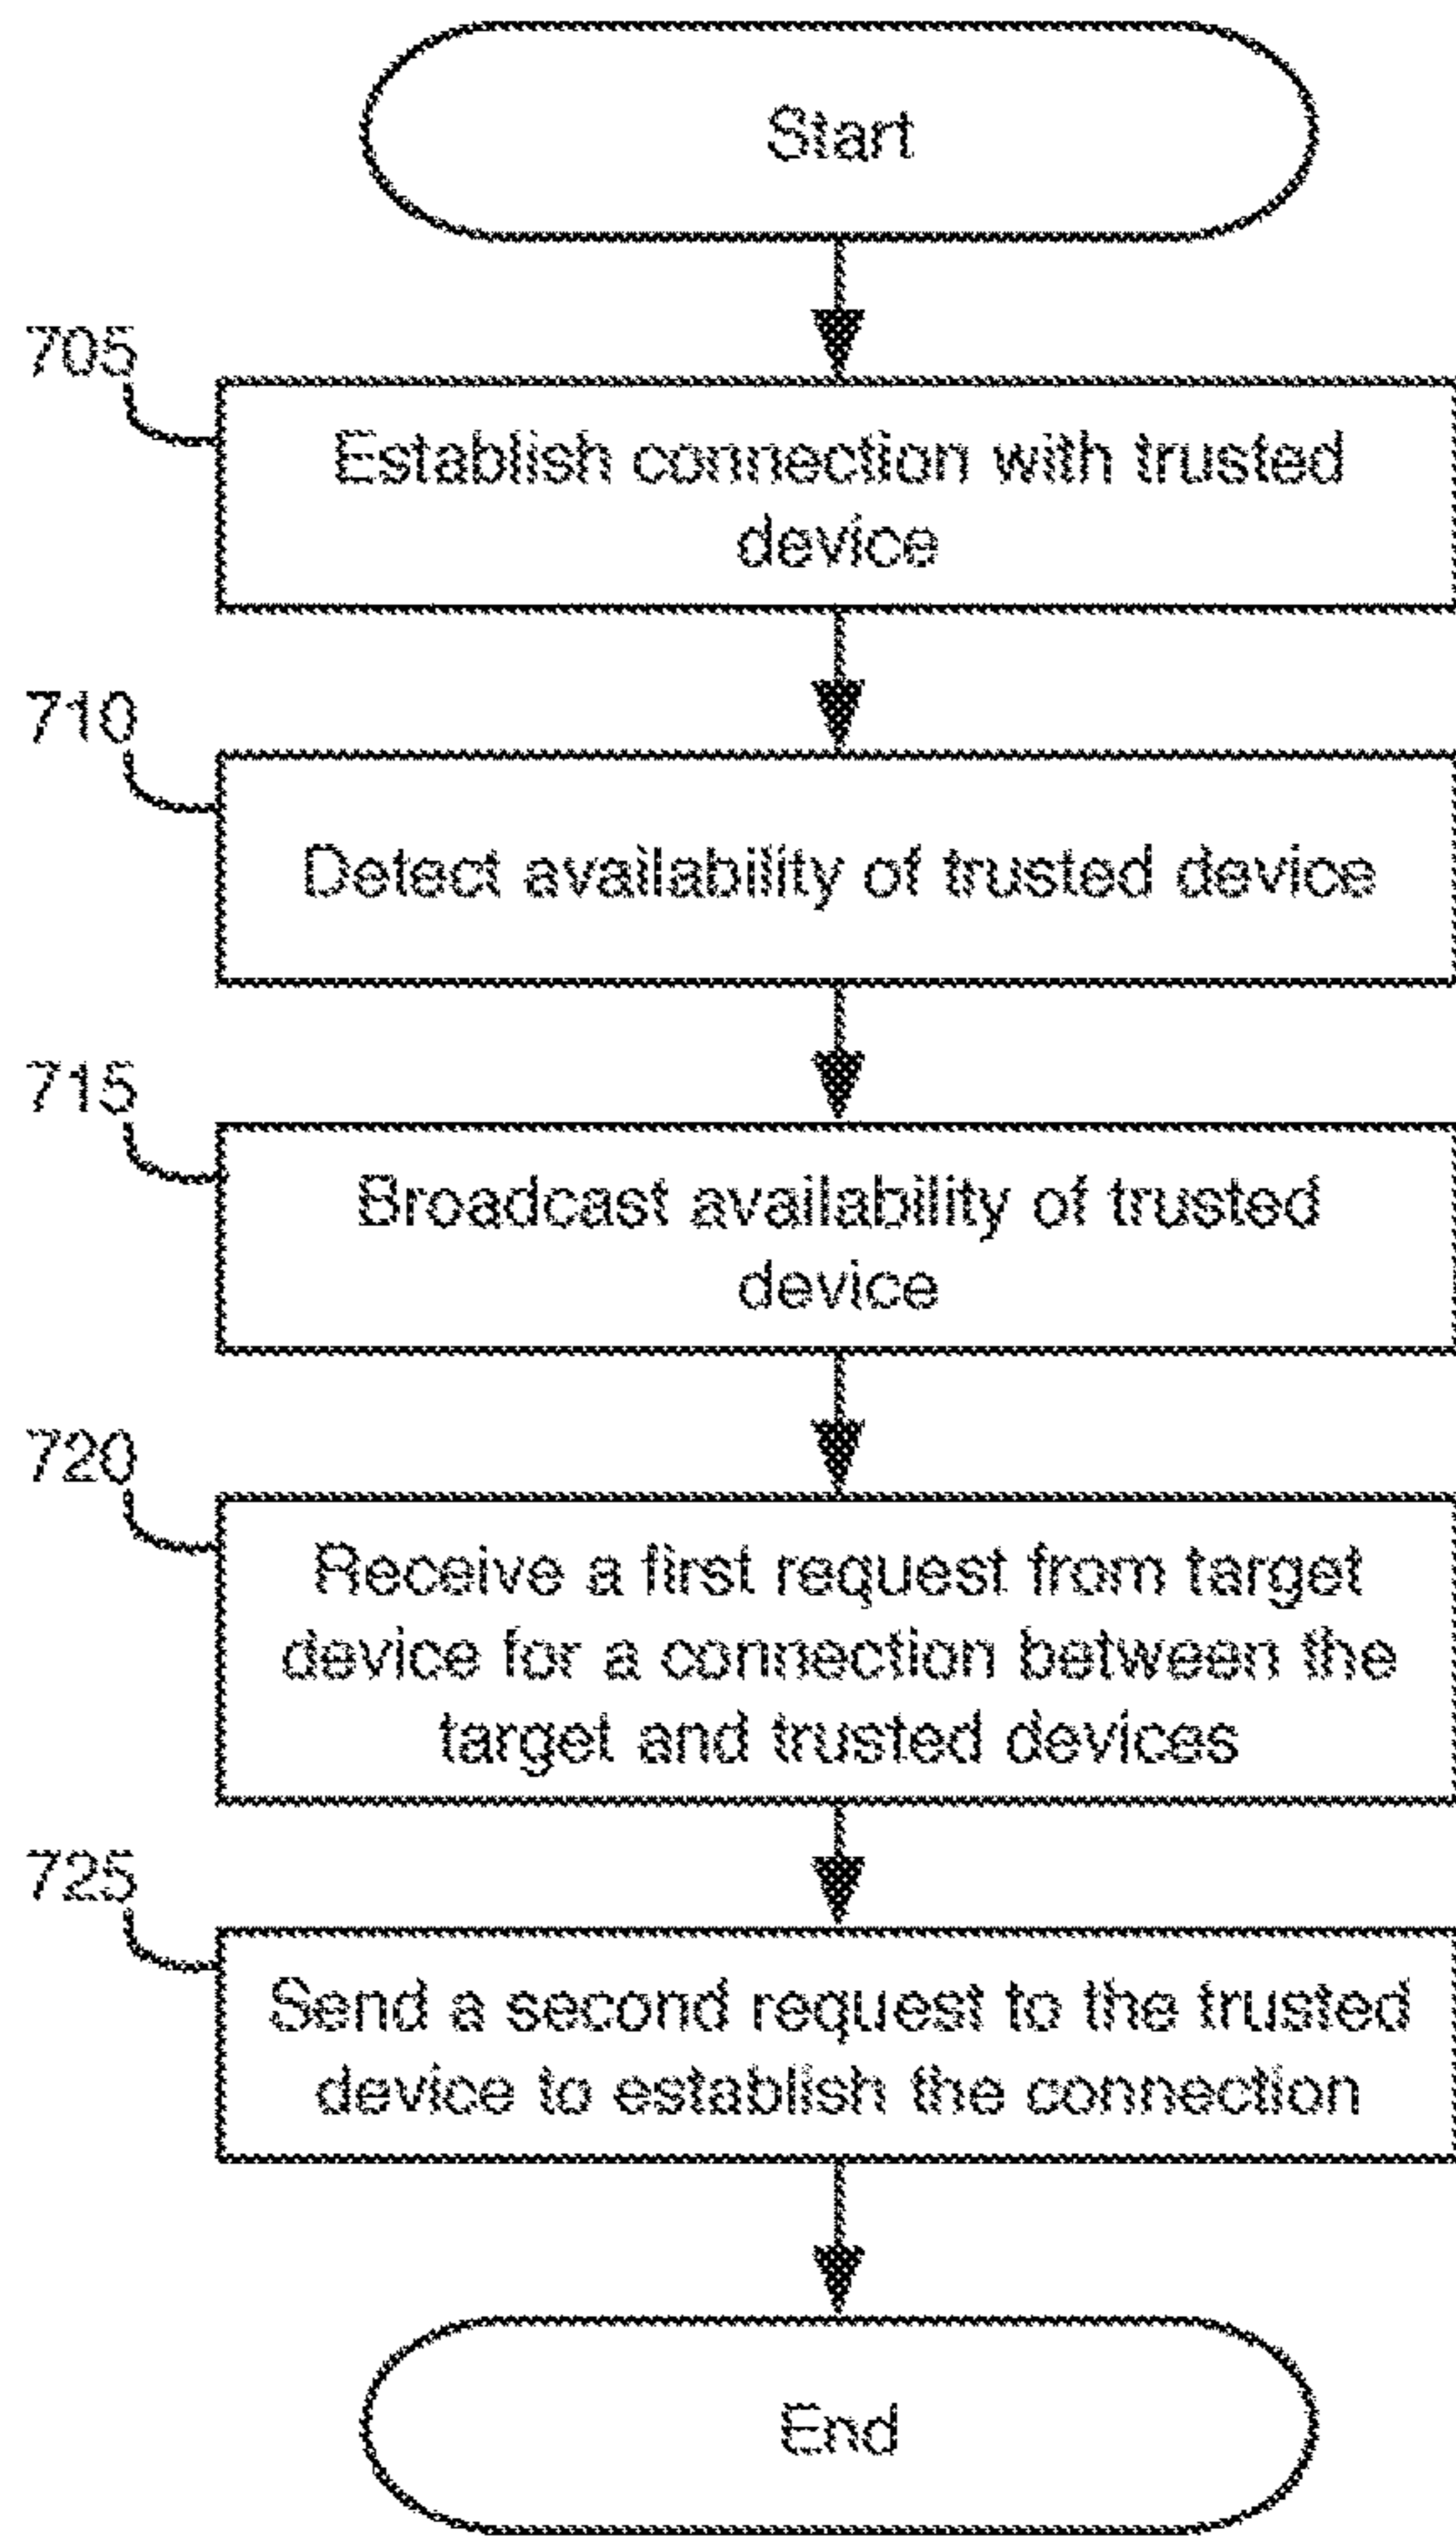 Start
705
Establish connection with trusted
device
710
Detect availability of trusted device
715
Broadcast availability of trusted
device
720
Receive a first request from target
device for a connection between the
target and trusted devices
725
Send a second request to the trusted
device to establish the connection
End